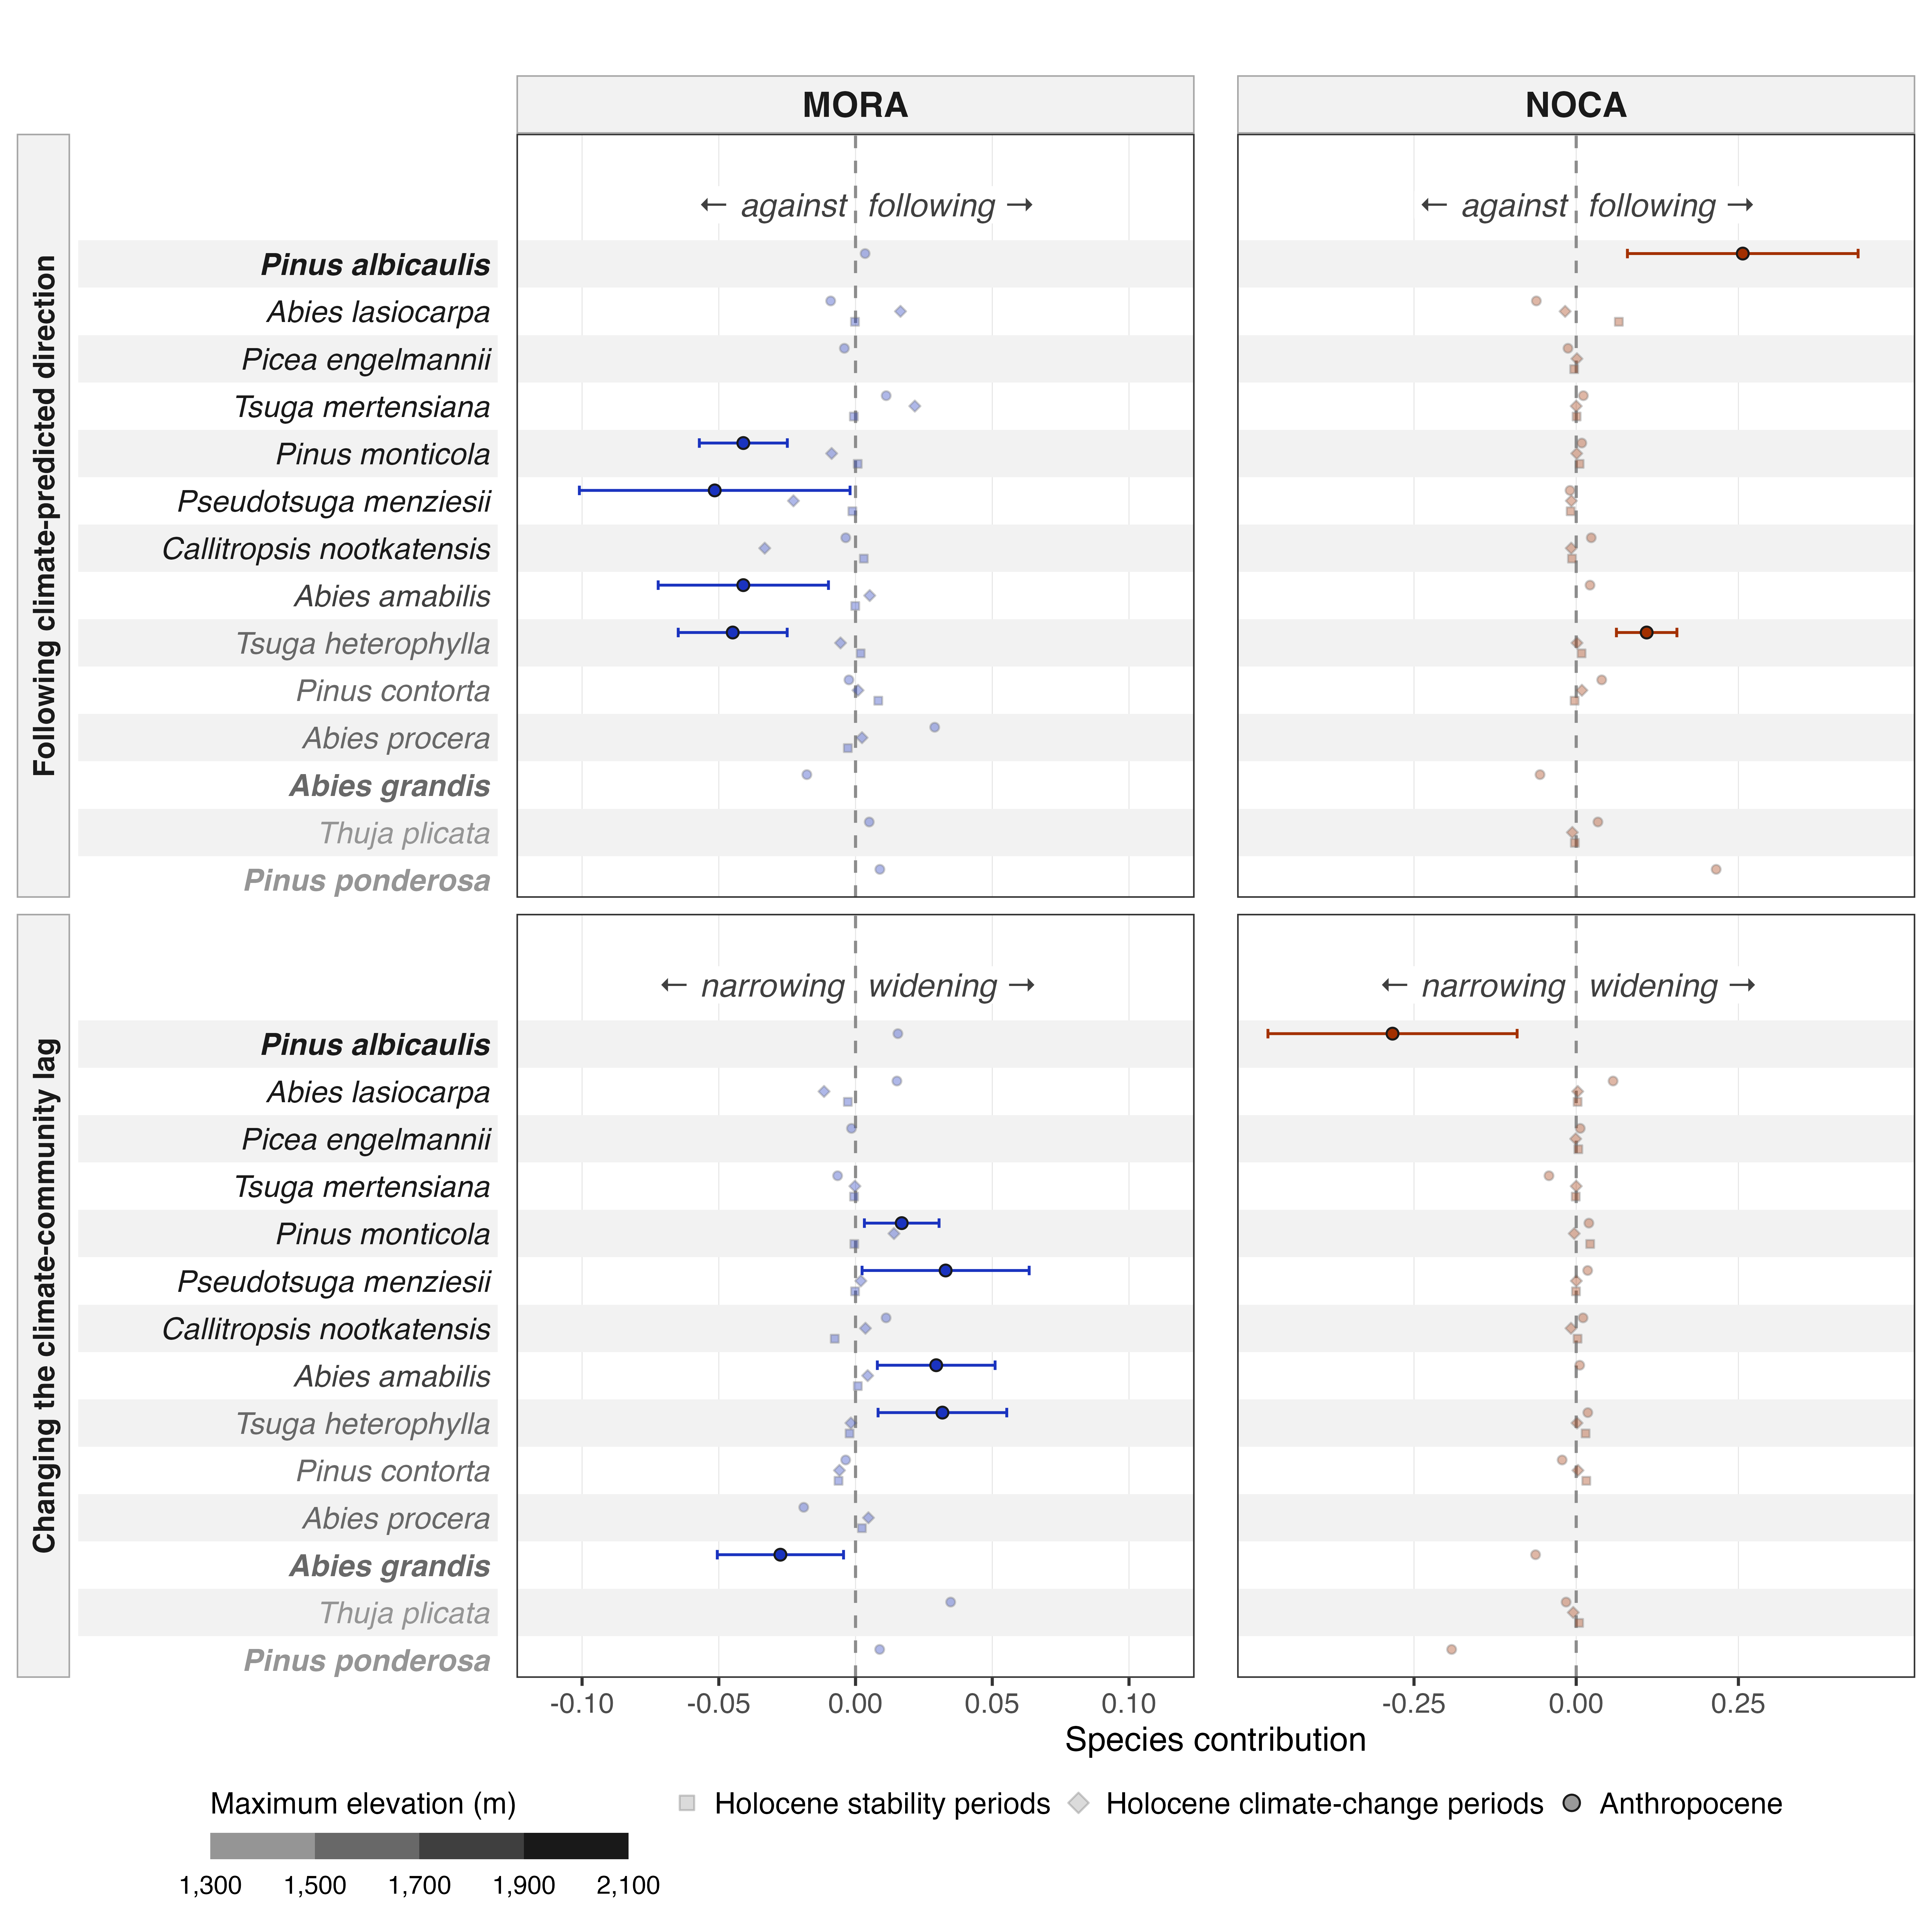 MORA NOCA
Following climate-predicted direction
← against following → ← against following →
Pinus albicaulis
Abies lasiocarpa
Picea engelmannii
Tsuga mertensiana
Pinus monticola
Pseudotsuga menziesii
Callitropsis nootkatensis
Abies amabilis
Tsuga heterophylla
Pinus contorta
Abies procera
Abies grandis
Thuja plicata
Pinus ponderosa
Changing the climate-community lag
← narrowing widening → ← narrowing widening →
Pinus albicaulis
Abies lasiocarpa
Picea engelmannii
Tsuga mertensiana
Pinus monticola
Pseudotsuga menziesii
Callitropsis nootkatensis
Abies amabilis
Tsuga heterophylla
Pinus contorta
Abies procera
Abies grandis
Thuja plicata
Pinus ponderosa
-0.10 -0.05 0.00 0.05 0.10 -0.25 0.00 0.25
Species contribution
Maximum elevation (m) Holocene stability periods Holocene climate-change periods Anthropocene
1,300 1,500 1,700 1,900 2,100